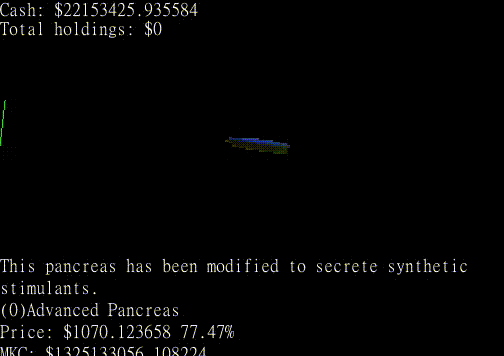 Cash: $22153425.935584
Total holdings: $0
This pancreas has been modified to secrete synthetic
stimulants.
(0)Advanced Pancreas
Price: $1070.123658 77.47%
MKC: $1325133056.108224